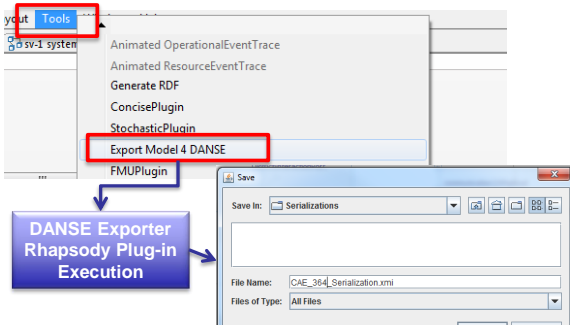 yout Tools
sv-1 system
Animated OperationalEventTrace
Animated ResourceEventTrace
Generate RDF
ConcisePlugin
StochasticPlugin
Export Model 4 DANSE
FMUPlugin
DANSE Exporter
Rhapsody Plug-in
Execution
Save
Save In: Serializations
File Name: CAE_364_Serialization.xmi
Files of Type: All Files